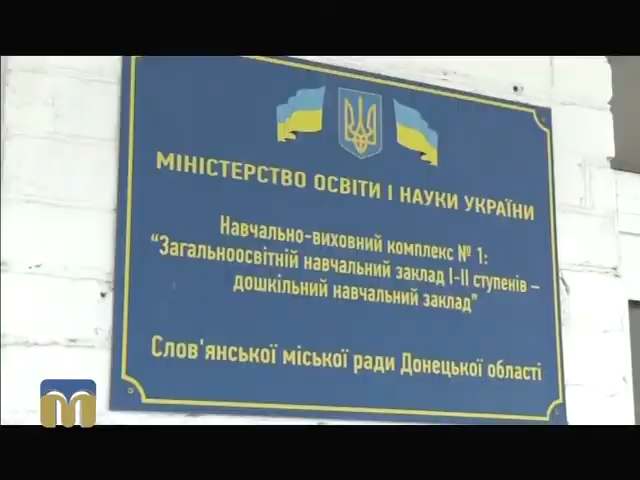 МІНІСТЕРСТВО ОСВІТИ І НАУКИ УКРАЇНИ
Навчально-виховний комплекс № 1:
“Загальноосвітній навчальний заклад І-ІІ ступенів –
дошкільний навчальний заклад”
Слов'янської міської ради Донецької області
M